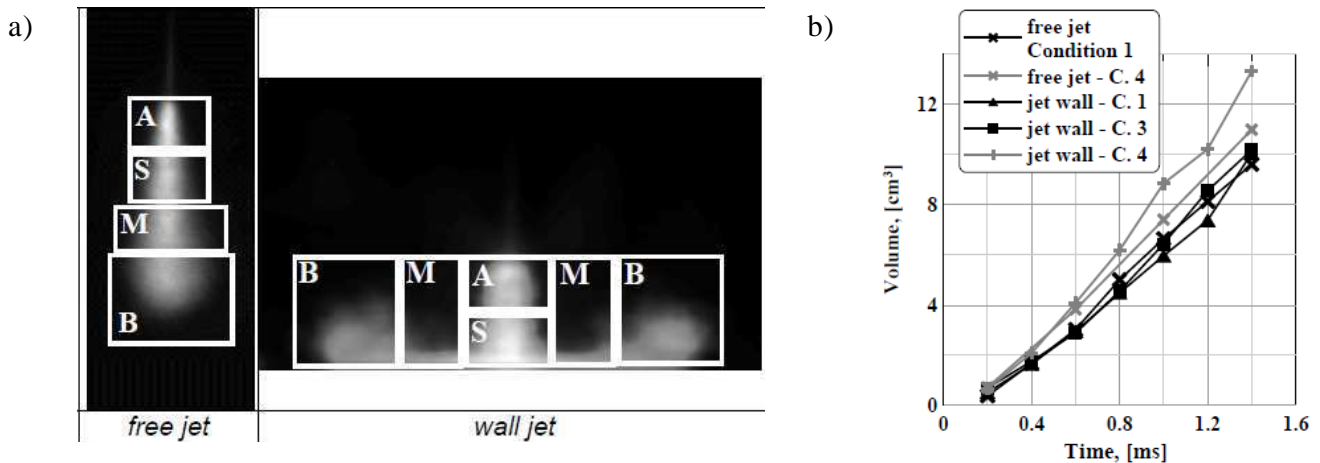 a)
A
S
M
B
free jet
B
M
A
M
B
S
wall jet
b)
free jet
Condition 1
free jet - C. 4
jet wall - C. 1
jet wall - C. 3
jet wall - C. 4
Volume, [cm³]
12
8
4
0
0
0.4
0.8
1.2
1.6
Time, [ms]